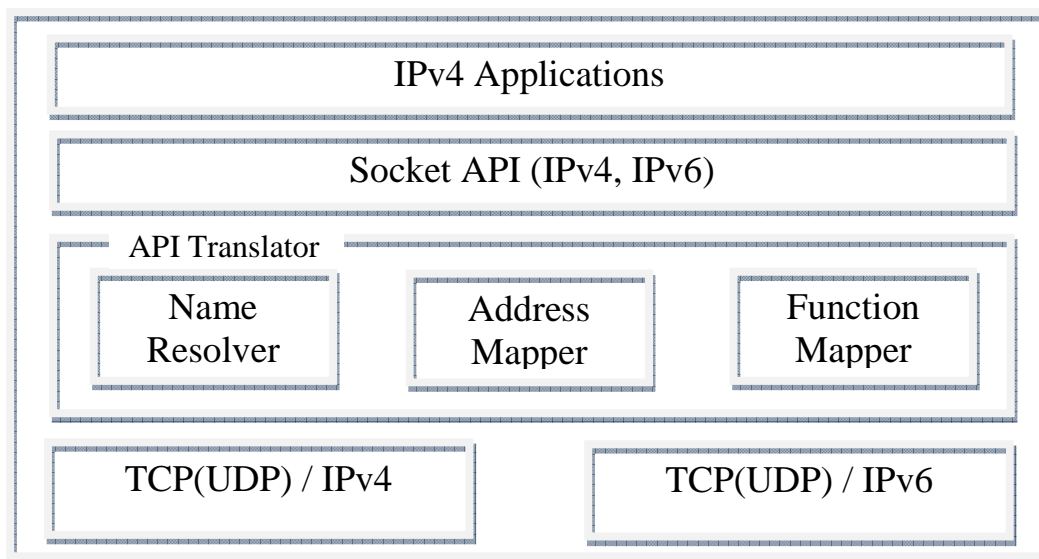 IPv4 Applications
Socket API (IPv4, IPv6)
API Translator
Name
Resolver
Address
Mapper
Function
Mapper
TCP(UDP) / IPv4
TCP(UDP) / IPv6